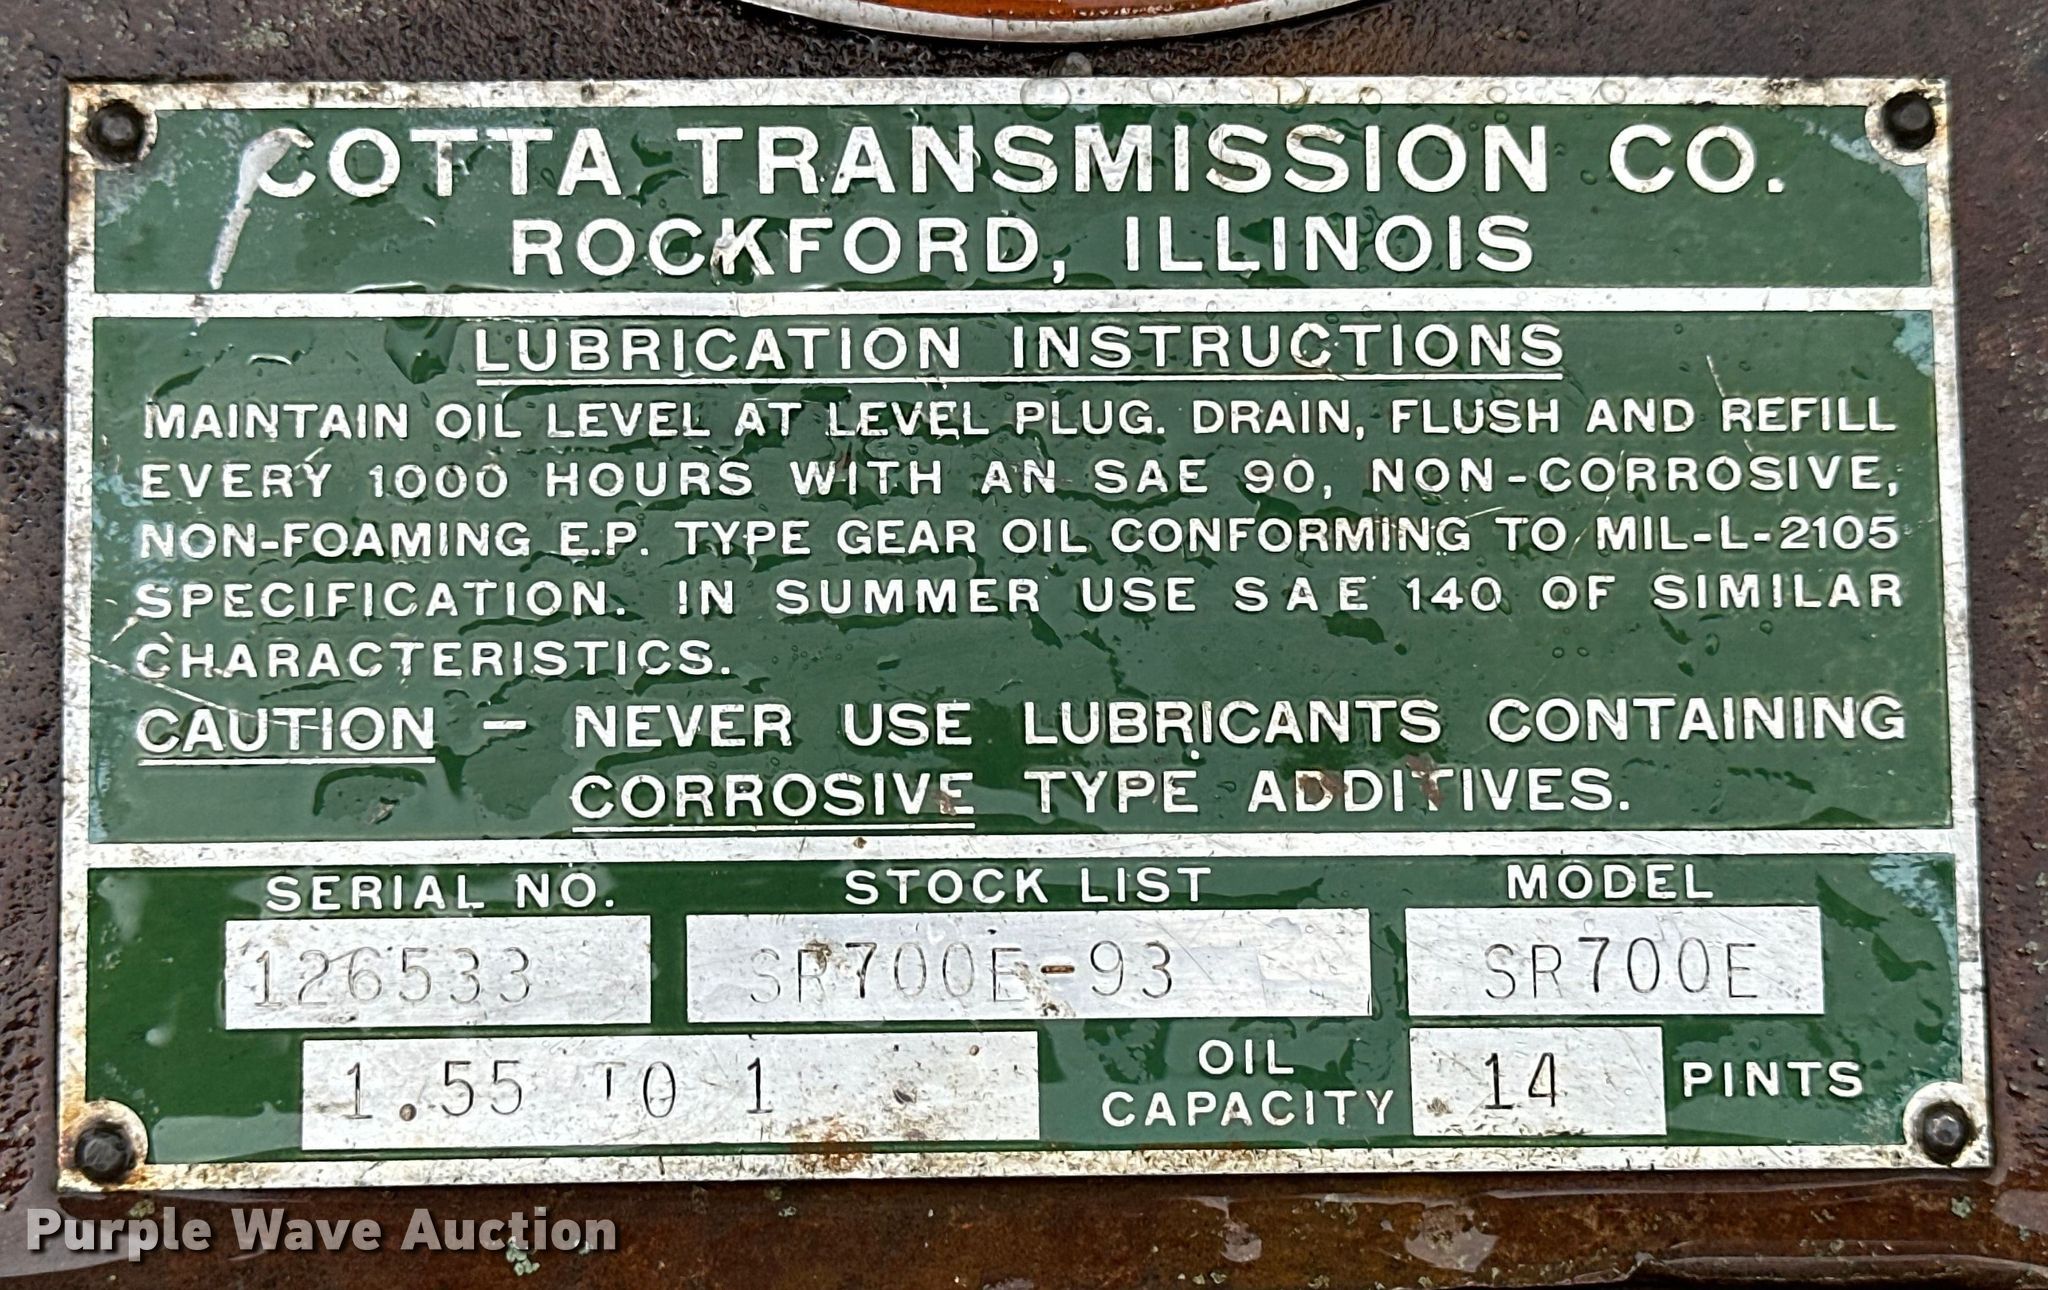 COTTA TRANSMISSION CO.
ROCKFORD, ILLINOIS
LUBRICATION INSTRUCTIONS
MAINTAIN OIL LEVEL AT LEVEL PLUG. DRAIN, FLUSH AND REFILL
EVERY 1000 HOURS WITH AN SAE 90, NON-CORROSIVE,
NON-FOAMING E.P. TYPE GEAR OIL CONFORMING TO MIL-L-2105
SPECIFICATION. IN SUMMER USE SAE 140 OF SIMILAR
CHARACTERISTICS.
CAUTION - NEVER USE LUBRICANTS CONTAINING
CORROSIVE TYPE ADDITIVES.
SERIAL NO. STOCK LIST MODEL
126533 SR700E-93 SR700E
1.55 TO 1 OIL CAPACITY 14 PINTS
Purple Wave Auction